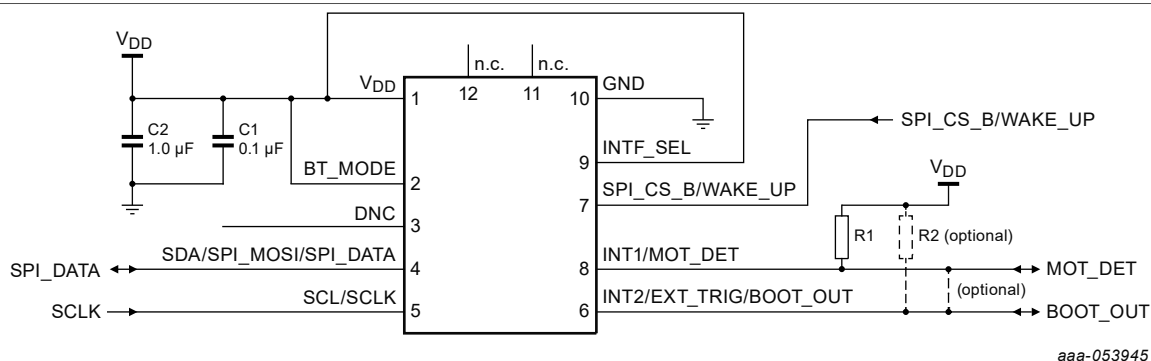 VDD
n.c.
n.c.
VDD
GND
1
12
11
10
C2
1.0 µF
C1
0.1 µF
SPI_CS_B/WAKE_UP
INTF_SEL
9
BT_MODE
2
VDD
SPI_CS_B/WAKE_UP
7
DNC
3
R1
R2 (optional)
SDA/SPI_MOSI/SPI_DATA
INT1/MOT_DET
SPI_DATA
4
8
MOT_DET
(optional)
SCL/SCLK
INT2/EXT_TRIG/BOOT_OUT
SCLK
5
6
BOOT_OUT
aaa-053945